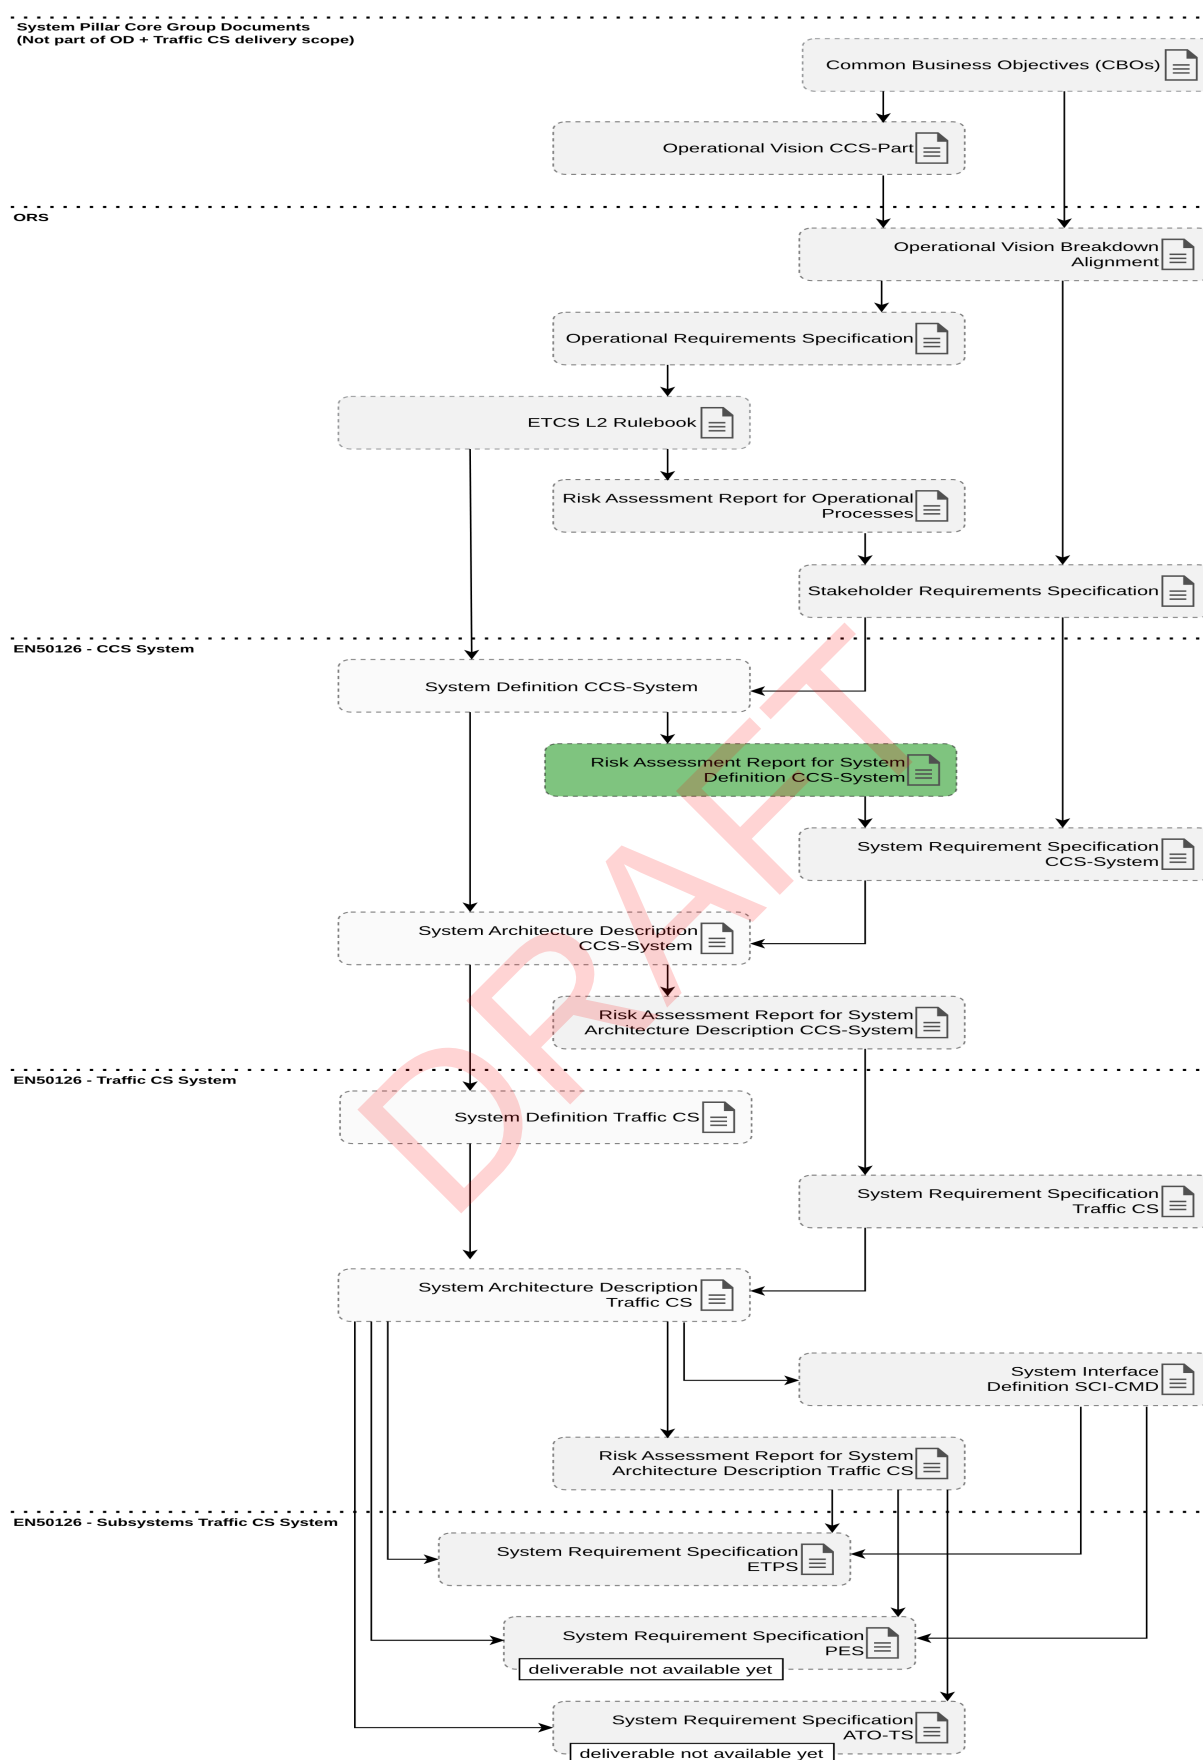 System Pillar Core Group Documents
(Not part of OD + Traffic CS delivery scope)
Common Business Objectives (CBOs)
Operational Vision CCS-Part
ORS
Operational Vision Breakdown
Alignment
Operational Requirements Specification
ETCS L2 Rulebook
Risk Assessment Report for Operational
Processes
Stakeholder Requirements Specification
EN50126 - CCS System
System Definition CCS-System
Risk Assessment Report for System
Definition CCS-System
System Requirement Specification
CCS-System
System Architecture Description
CCS-System
Risk Assessment Report for System
Architecture Description CCS-System
EN50126 - Traffic CS System
System Definition Traffic CS
System Requirement Specification
Traffic CS
System Architecture Description
Traffic CS
System Interface
Definition SCI-CMD
Risk Assessment Report for System
Architecture Description Traffic CS
EN50126 - Subsystems Traffic CS System
System Requirement Specification
ETPS
System Requirement Specification
PES
deliverable not available yet
System Requirement Specification
ATO-TS
deliverable not available yet
DRAFT